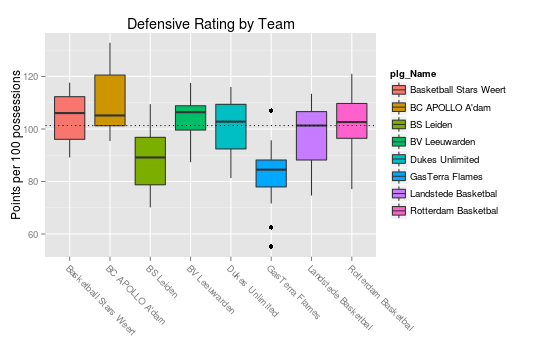 Defensive Rating by Team
Points per 100 possessions
120
100
80
60
Basketball Stars Weert
BC APOLLO A'dam
BS Leiden
BV Leeuwarden
Dukes Unlimited
GasTerra Flames
Landstede Basketbal
Rotterdam Basketbal
plg_Name
Basketball Stars Weert
BC APOLLO A'dam
BS Leiden
BV Leeuwarden
Dukes Unlimited
GasTerra Flames
Landstede Basketbal
Rotterdam Basketbal